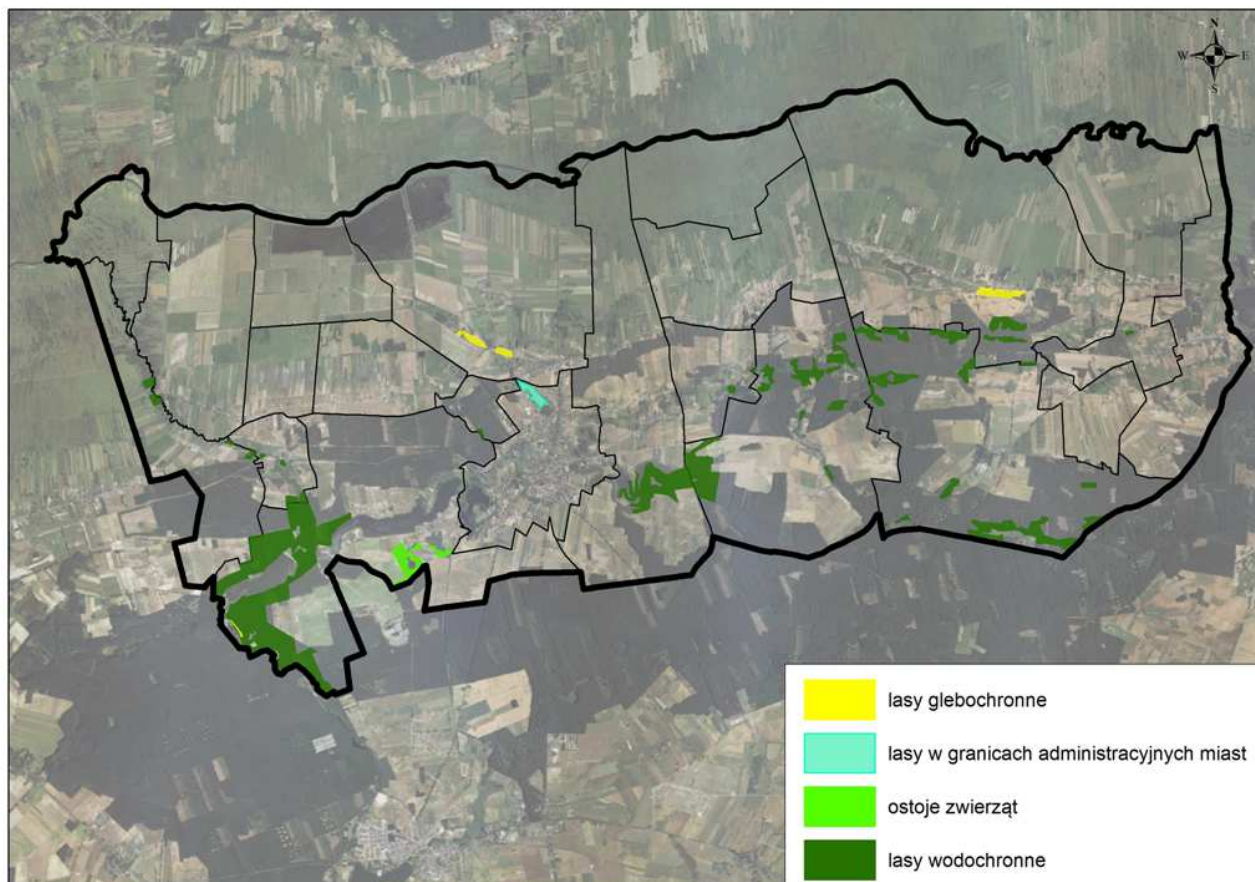 N
W E
S
lasy glebochronne
lasy w granicach administracyjnych miast
ostoje zwierząt
lasy wodochronne